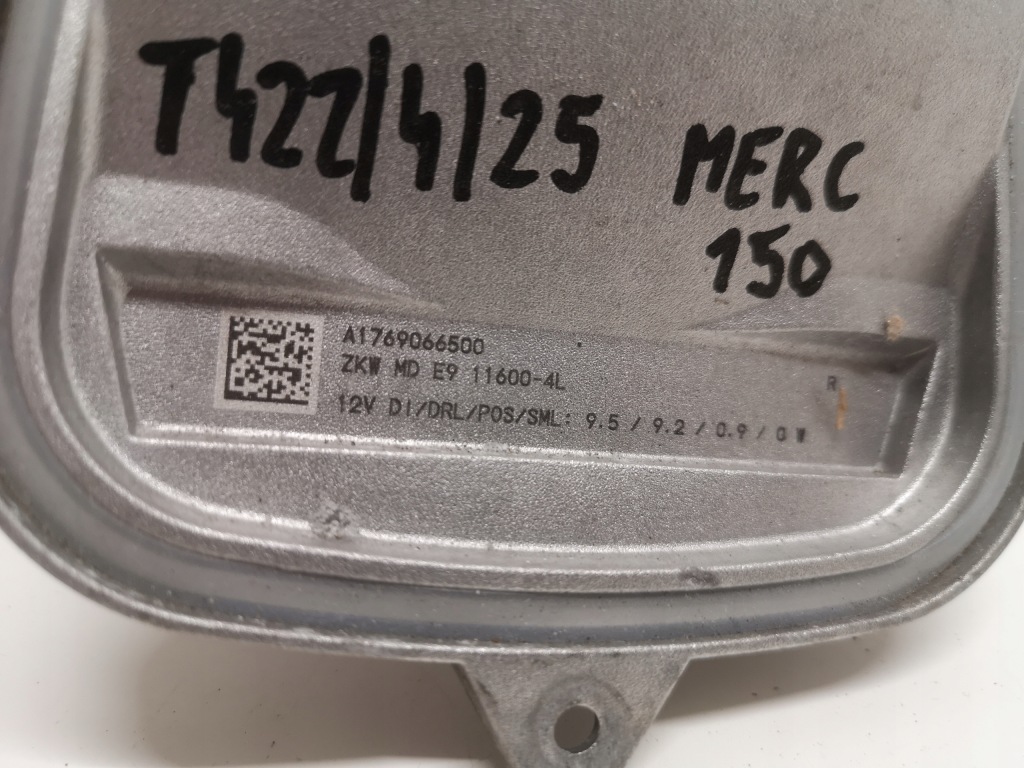 T422/4/25 MERC
150
A1769066500
ZKW MD E9 11600-4L
R
12V DI/DRL/POS/SML: 9.5 / 9.2 / 0.9 / 0 W